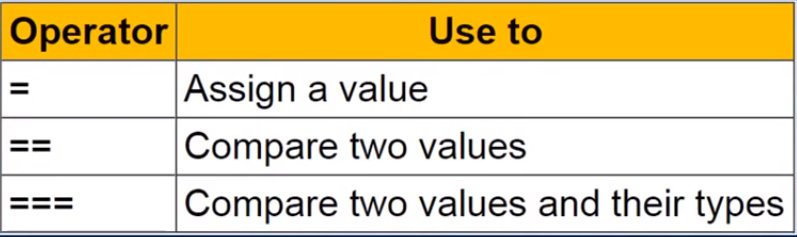 Operator Use to
= Assign a value
== Compare two values
=== Compare two values and their types